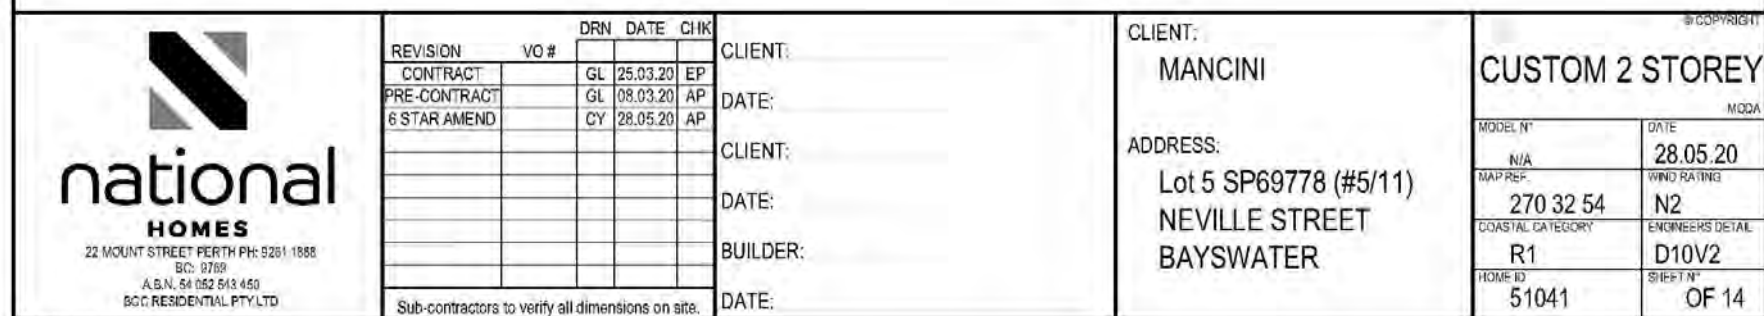 national
HOMES
22 MOUNT STREET PERTH PH: 9261 1888
BC: 9769
A.B.N. 54 052 543 450
BGC RESIDENTIAL PTY LTD
DRN DATE CHK
REVISION VO #
CONTRACT GL 25.03.20 EP
PRE-CONTRACT GL 08.03.20 AP
6 STAR AMEND CY 28.05.20 AP
Sub-contractors to verify all dimensions on site.
CLIENT:
DATE:
CLIENT:
DATE:
BUILDER:
DATE:
CLIENT:
MANCINI
ADDRESS:
Lot 5 SP69778 (#5/11)
NEVILLE STREET
BAYSWATER
© COPYRIGHT
CUSTOM 2 STOREY
MODA
MODEL N° DATE
N/A 28.05.20
MAP REF. WIND RATING
270 32 54 N2
COASTAL CATEGORY ENGINEERS DETAIL
R1 D10V2
HOME ID SHEET N°
51041 OF 14